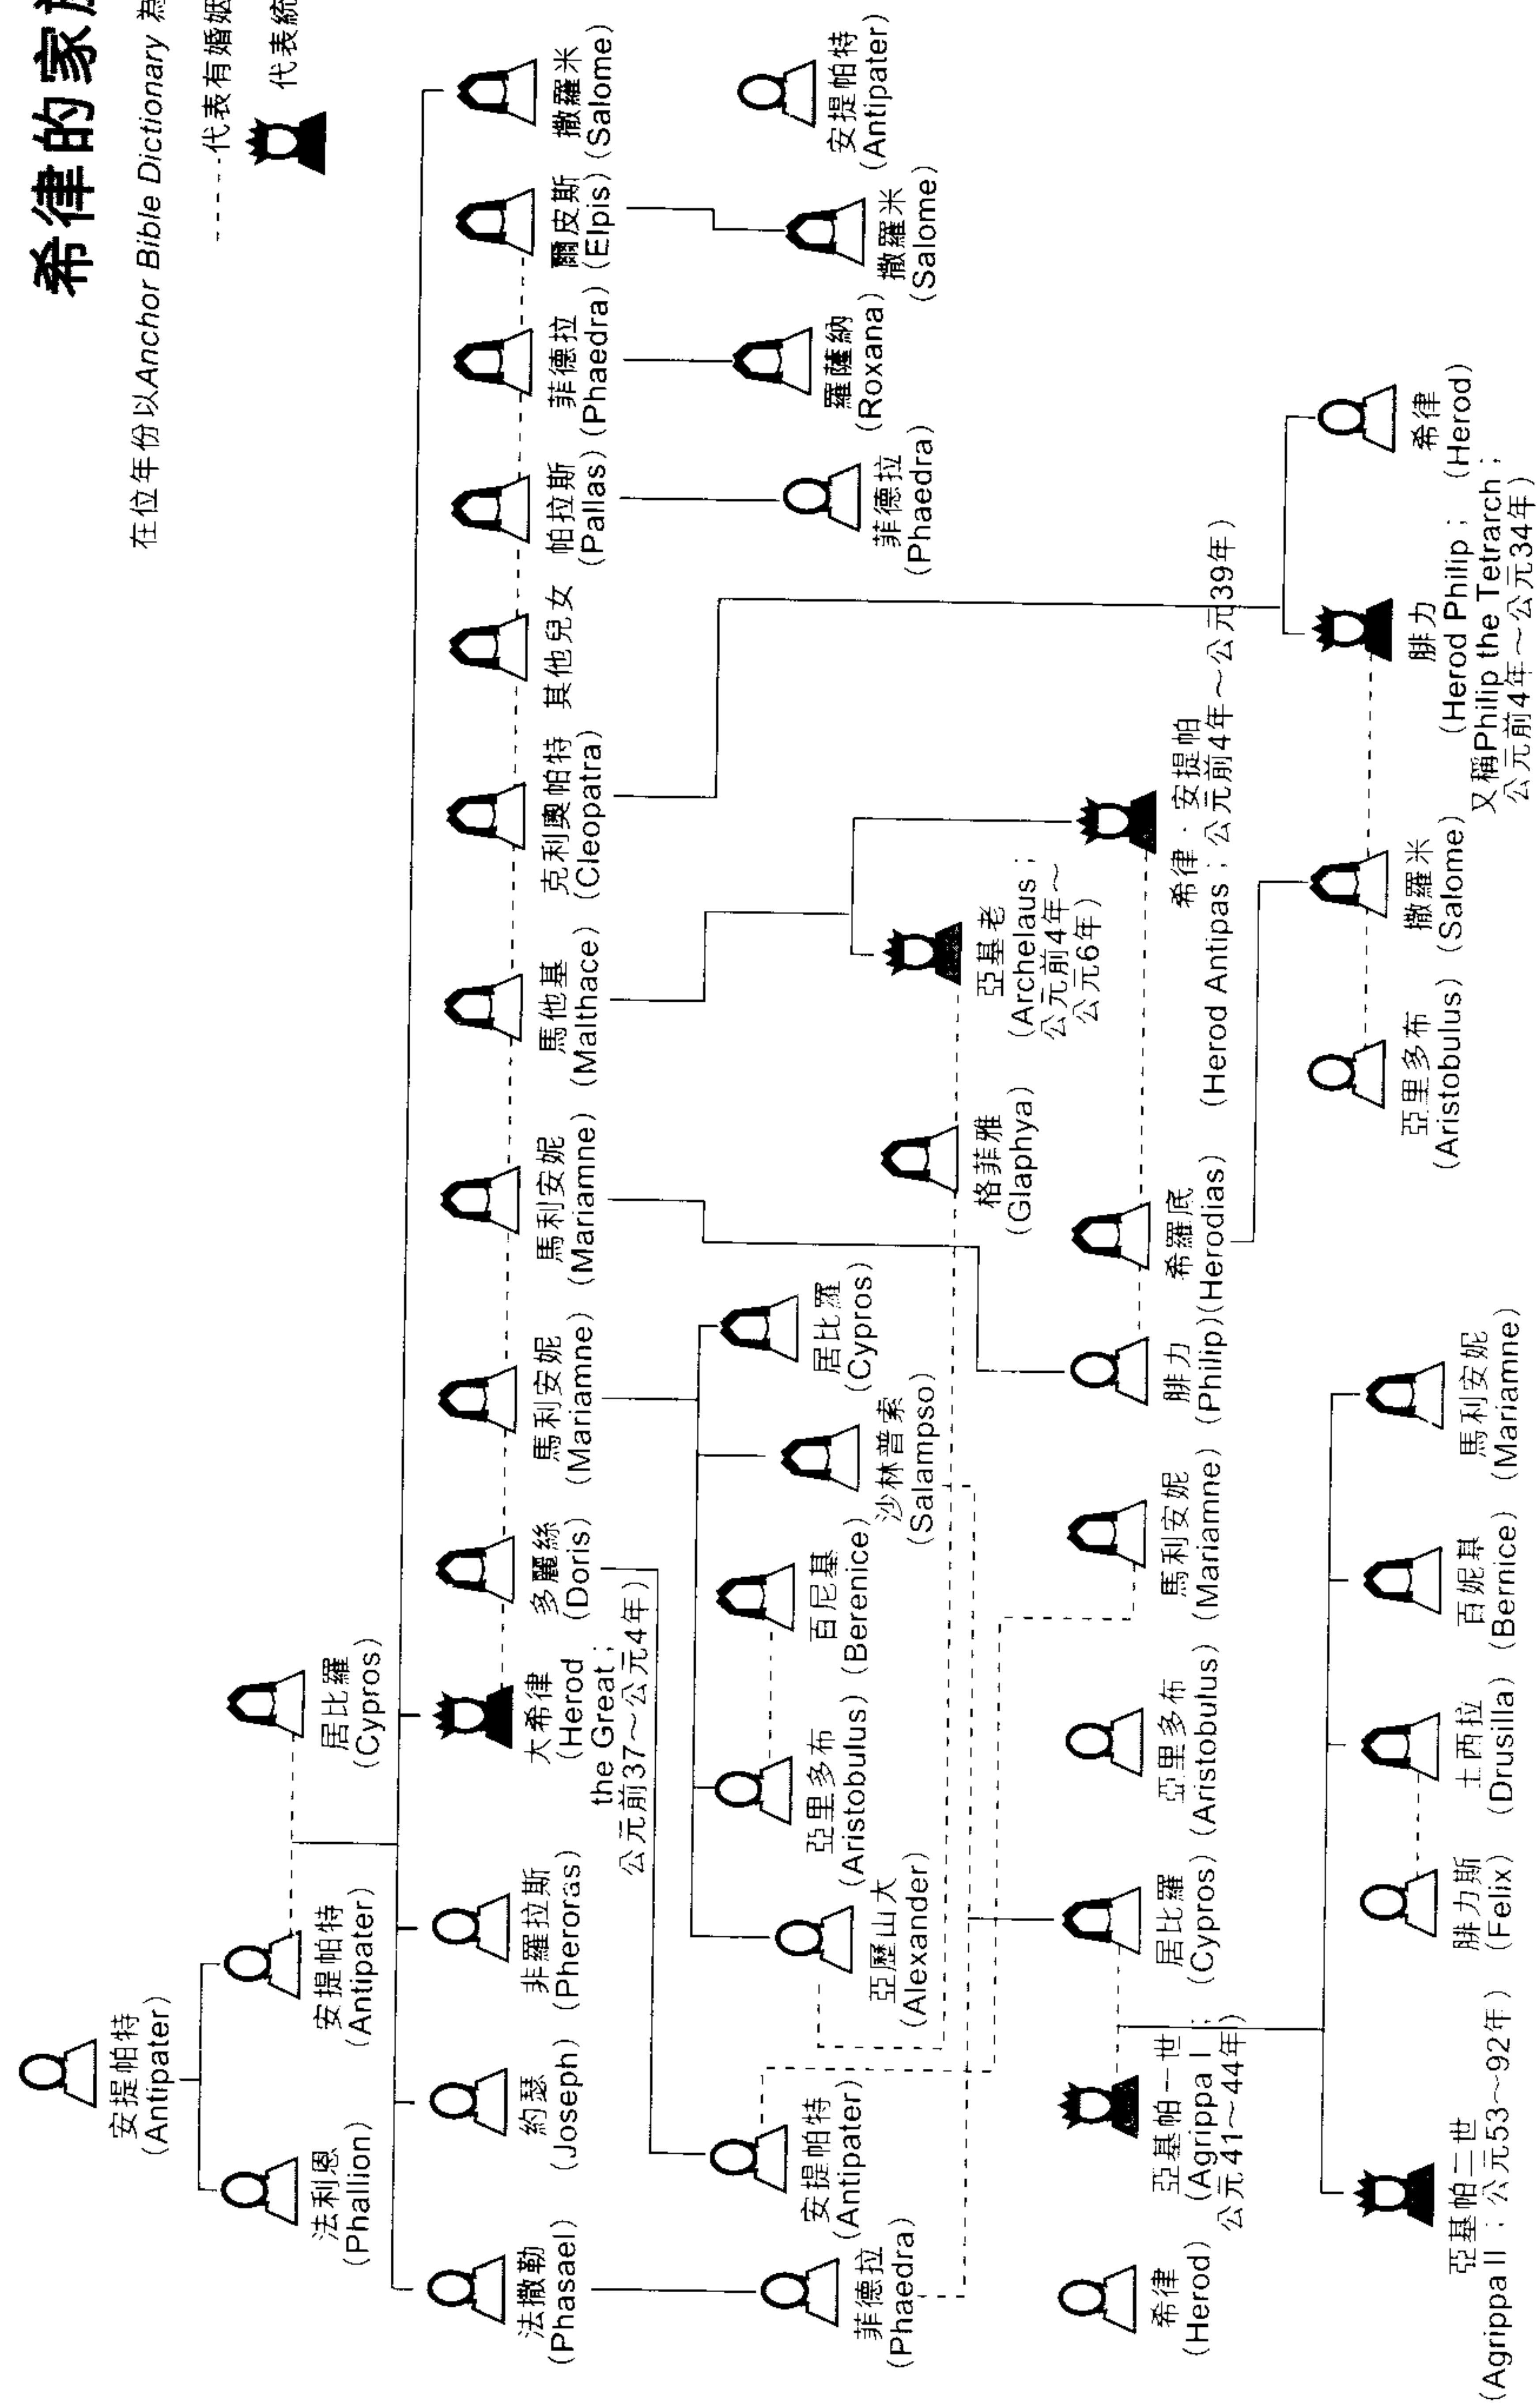 希律的家族
在位年份以Anchor Bible Dictionary 為
-----代表有婚姻
代表統
安提帕特
(Antipater)
法利恩
(Phallion)
安提帕特
(Antipater)
居比羅
(Cypros)
法撒勒
(Phasael)
約瑟
(Joseph)
非羅拉斯
(Pheroras)
大希律
(Herod
the Great；
公元前37～公元4年)
多麗絲
(Doris)
馬利安妮
(Mariamne)
馬利安妮
(Mariamne)
馬他基
(Malthace)
克利奧帕特
(Cleopatra)
其他兒女
帕拉斯
(Pallas)
菲德拉
(Phaedra)
爾皮斯
(Elpis)
撒羅米
(Salome)
菲德拉
(Phaedra)
安提帕特
(Antipater)
亞歷山大
(Alexander)
亞里多布
(Aristobulus)
百尼基
(Berenice)
沙林普索
(Salampso)
居比羅
(Cypros)
格菲雅
(Glaphya)
亞基老
(Archelaus；
公元前4年～
公元6年)
菲德拉
(Phaedra)
羅薩納
(Roxana)
撒羅米
(Salome)
安提帕特
(Antipater)
希律
(Herod)
亞基帕一世
(Agrippa I；
公元41～44年)
居比羅
(Cypros)
亞里多布
(Aristobulus)
馬利安妮
(Mariamne)
腓力
(Philip)
希羅底
(Herodias)
希律．安提帕
(Herod Antipas；公元前4年～公元39年)
亞基帕二世
(Agrippa II；公元53～92年)
腓力斯
(Felix)
土西拉
(Drusilla)
(Bernice)
馬利安妮
(Mariamne)
亞里多布
(Aristobulus)
撒羅米
(Salome)
腓力
(Herod Philip；
又稱Philip the Tetrarch；
公元前4年～公元34年)
希律
(Herod)